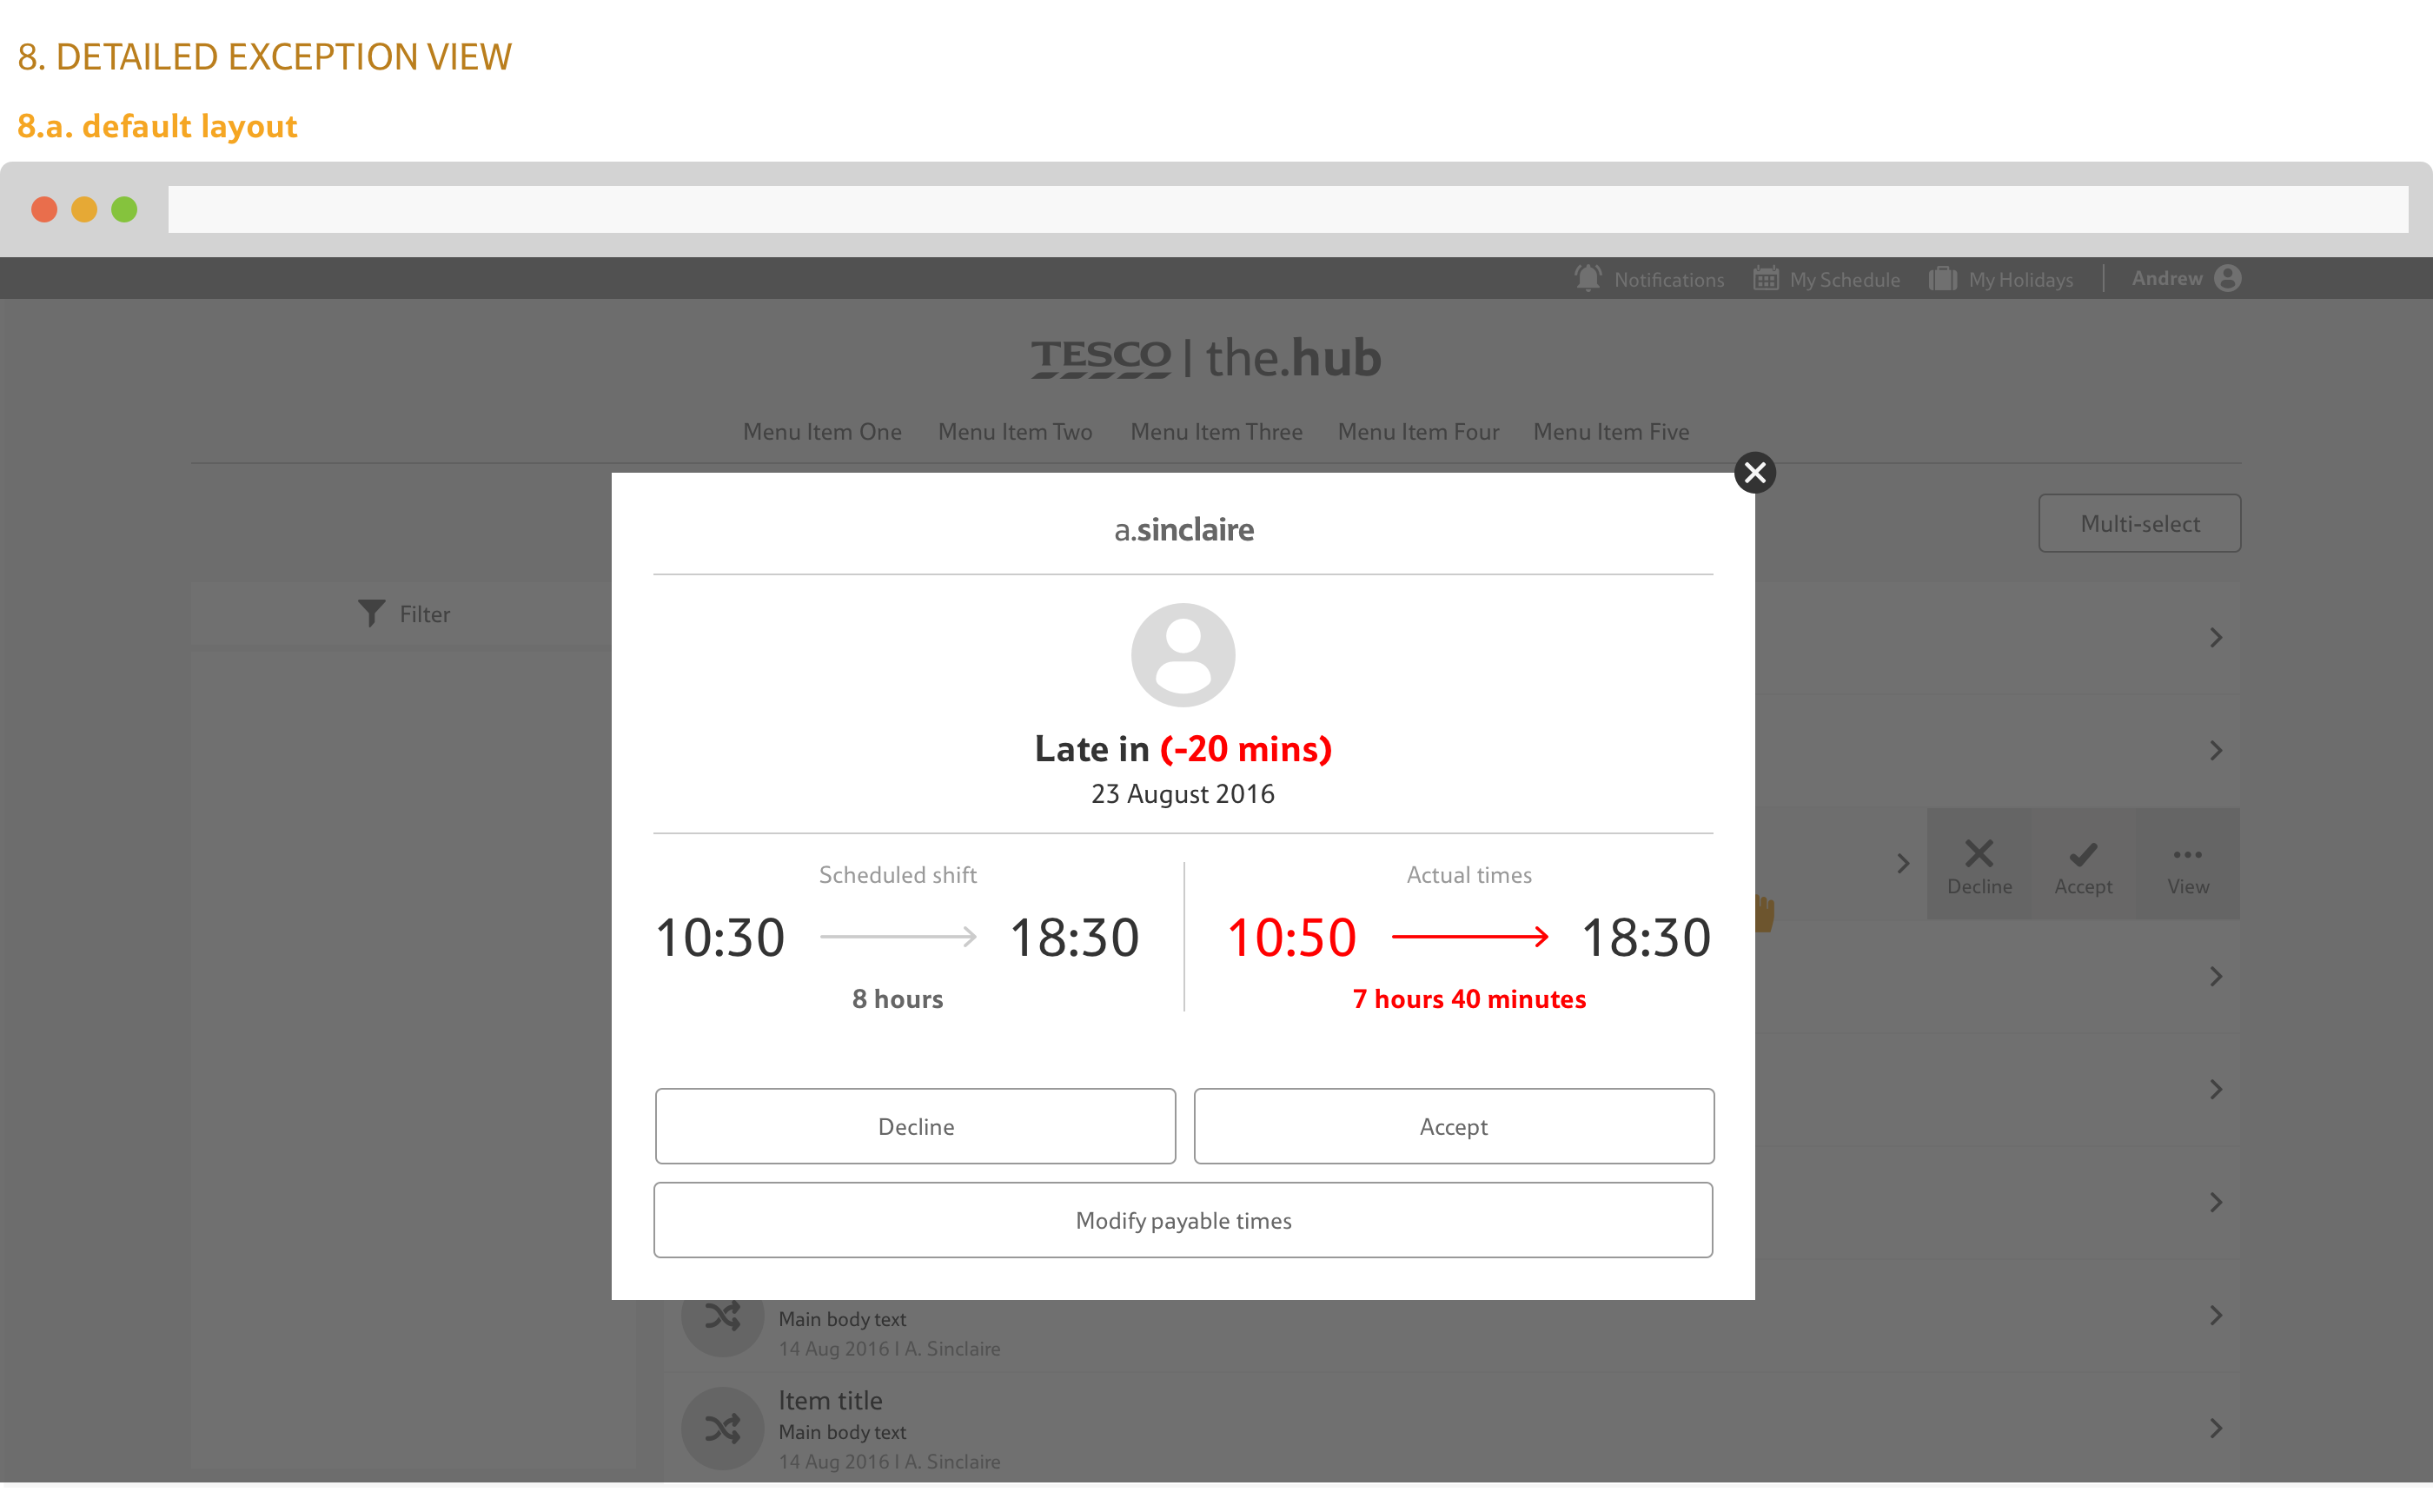 8. DETAILED EXCEPTION VIEW
8.a. default layout
Notifications My Schedule My Holidays | Andrew
TESCO | the.hub
Menu Item One Menu Item Two Menu Item Three Menu Item Four Menu Item Five
Multi-select
Filter
a.sinclaire
Late in (-20 mins)
23 August 2016
Scheduled shift
10:30 18:30
8 hours
Actual times
10:50 18:30
7 hours 40 minutes
Decline Accept View
Decline
Accept
Modify payable times
Main body text
14 Aug 2016 I A. Sinclaire
Item title
Main body text
14 Aug 2016 I A. Sinclaire